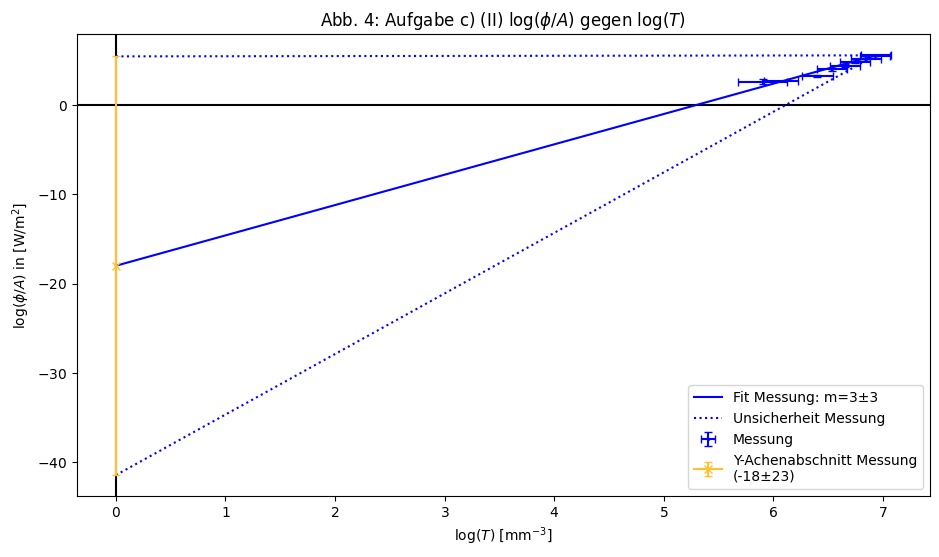 Abb. 4: Aufgabe c) (II) log(ϕ/A) gegen log(T)
log(ϕ/A) in [W/m²]
0
−10
−20
−30
−40
0 1 2 3 4 5 6 7
log(T) [mm⁻³]
Fit Messung: m=3±3
Unsicherheit Messung
Messung
Y-Achenabschnitt Messung
(-18±23)